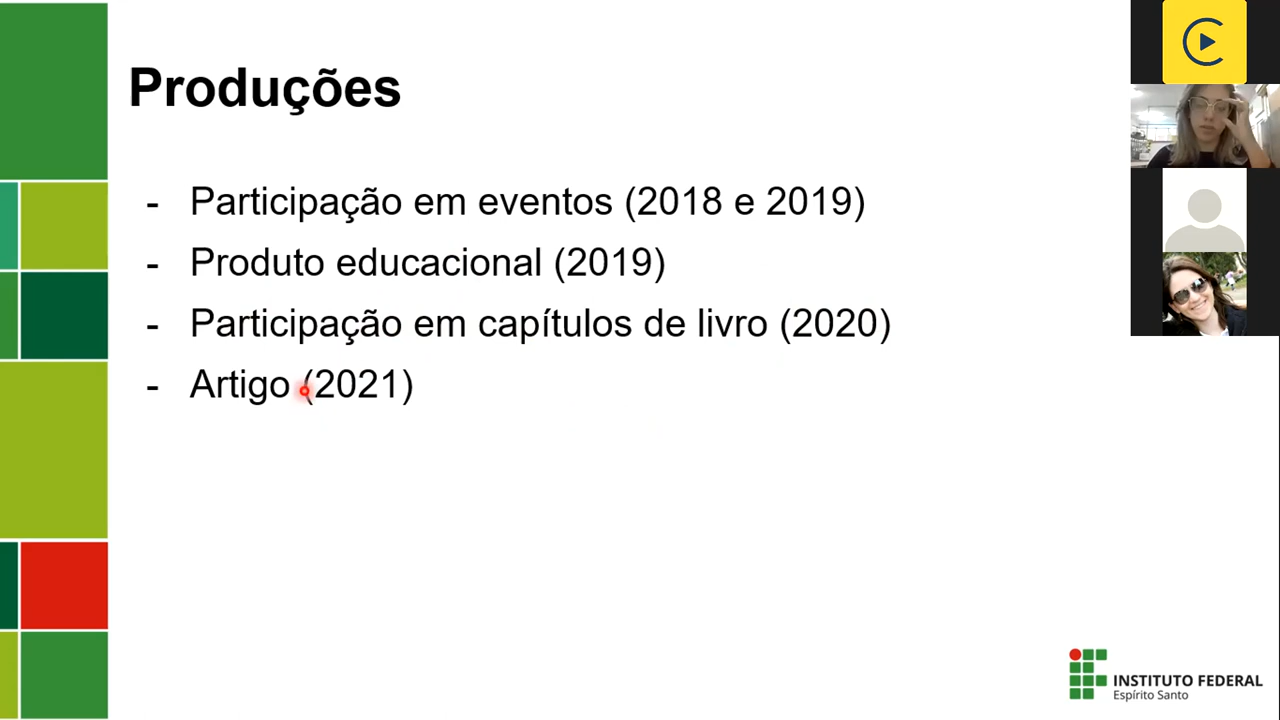 Produções
- Participação em eventos (2018 e 2019)
- Produto educacional (2019)
- Participação em capítulos de livro (2020)
- Artigo (2021)
INSTITUTO FEDERAL
Espírito Santo